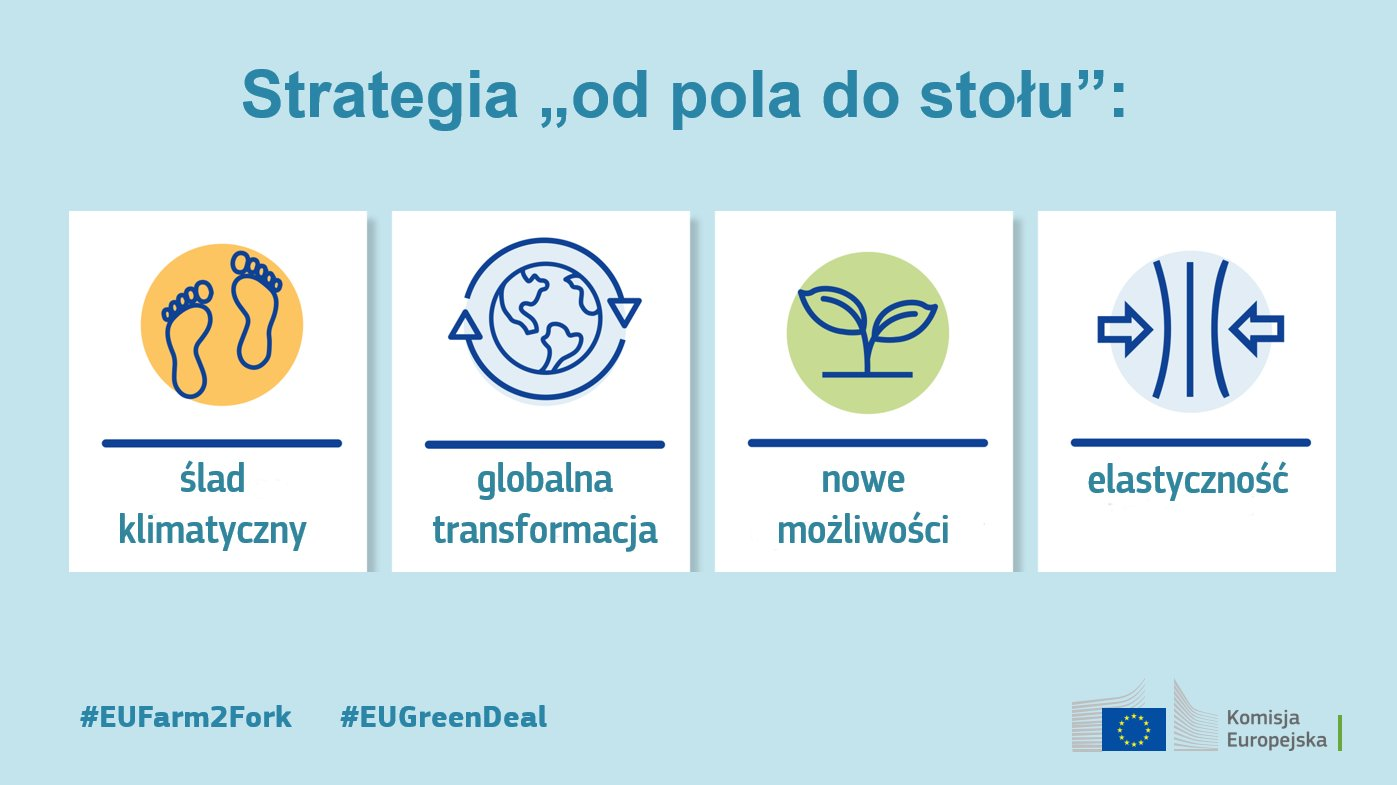 Strategia „od pola do stołu”:
ślad
klimatyczny
globalna
transformacja
nowe
możliwości
elastyczność
#EUFarm2Fork #EUGreenDeal
Komisja
Europejska